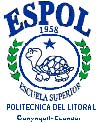 ESPOL
1958
ESCUELA SUPERIOR
POLITECNICA DEL LITORAL
Guayaquil-Ecuador